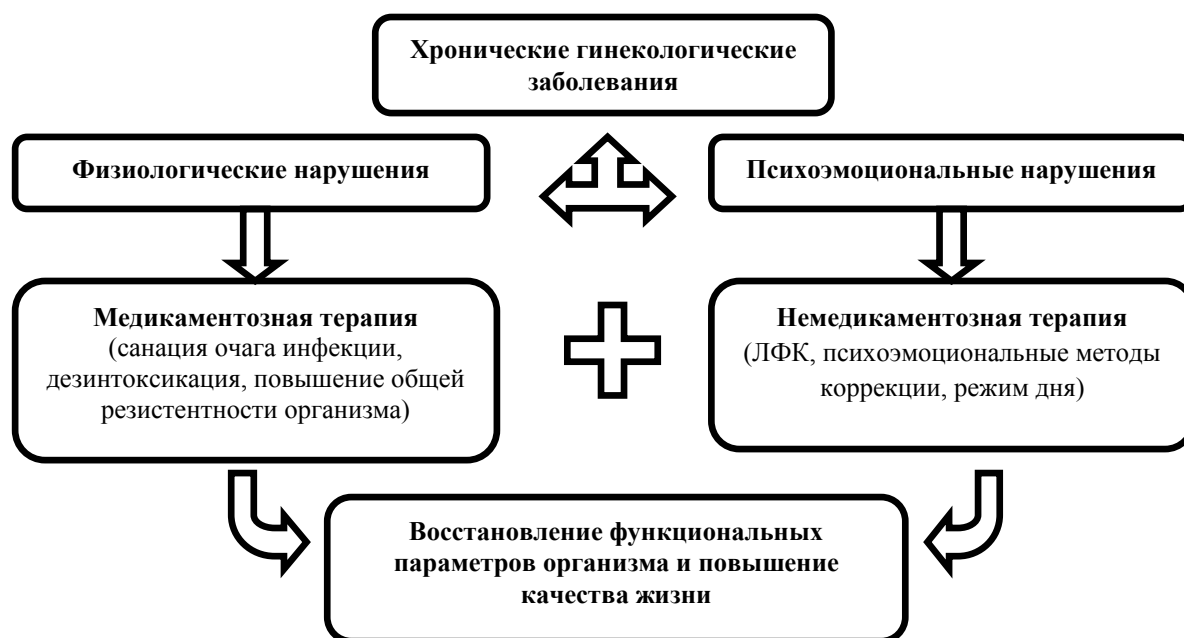 Хронические гинекологические
заболевания
Физиологические нарушения
Психоэмоциональные нарушения
Медикаментозная терапия
(санация очага инфекции,
дезинтоксикация, повышение общей
резистентности организма)
Немедикаментозная терапия
(ЛФК, психоэмоциональные методы
коррекции, режим дня)
Восстановление функциональных
параметров организма и повышение
качества жизни